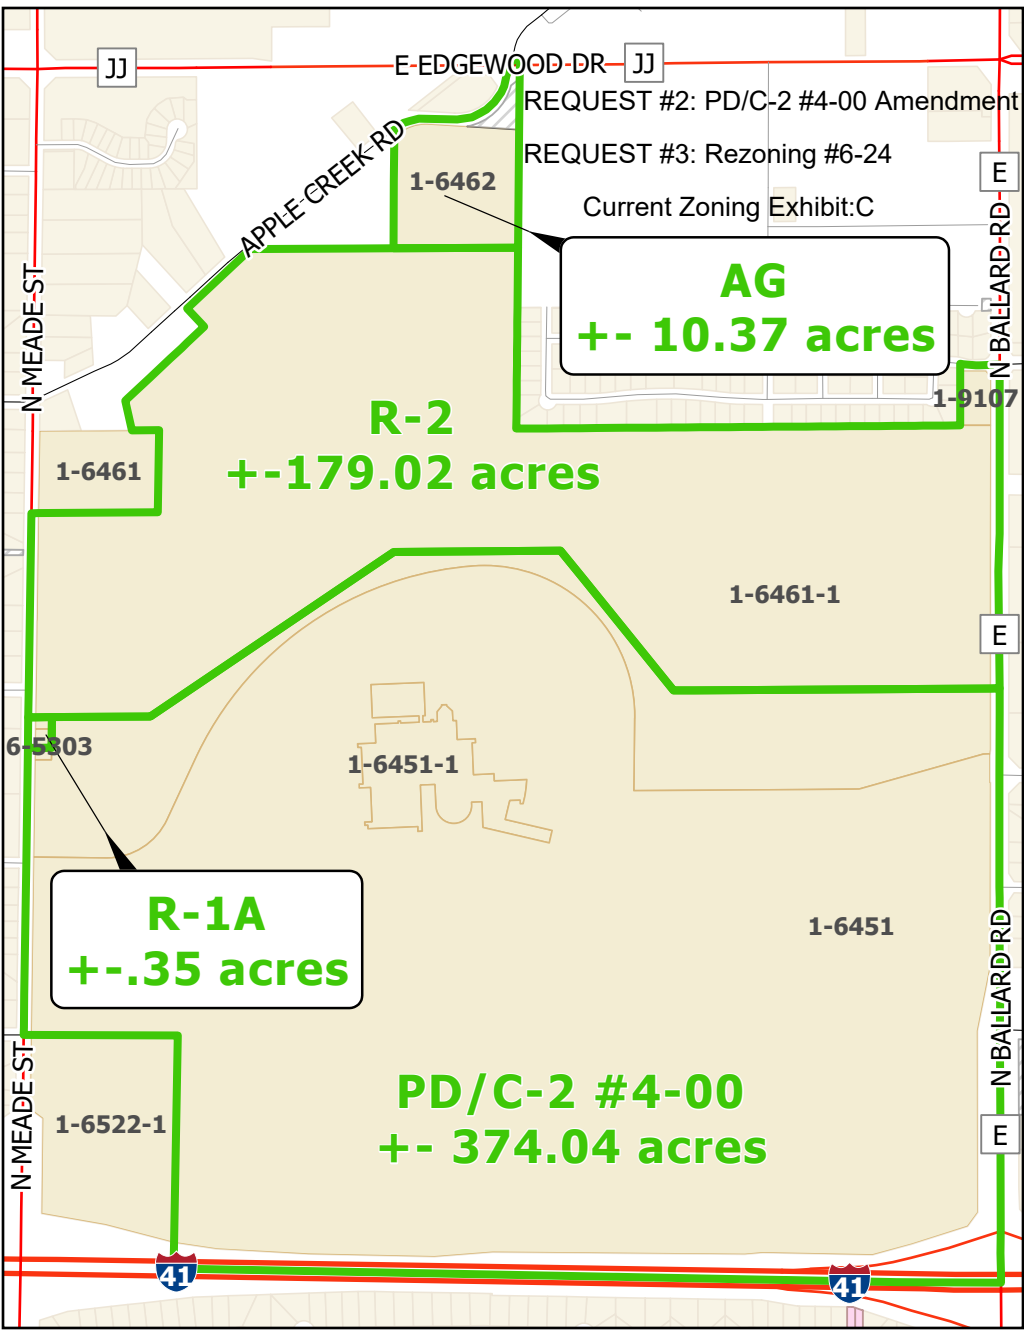 JJ
E EDGEWOOD DR
JJ
REQUEST #2: PD/C-2 #4-00 Amendment
REQUEST #3: Rezoning #6-24
Current Zoning Exhibit:C
APPLE CREEK RD
1-6462
E
N BALLARD RD
N MEADE ST
AG
+- 10.37 acres
1-9107
R-2
+-179.02 acres
1-6461
1-6461-1
E
6-5303
1-6451-1
R-1A
+-.35 acres
1-6451
N BALLARD RD
N MEADE ST
PD/C-2 #4-00
+- 374.04 acres
1-6522-1
E
41
41